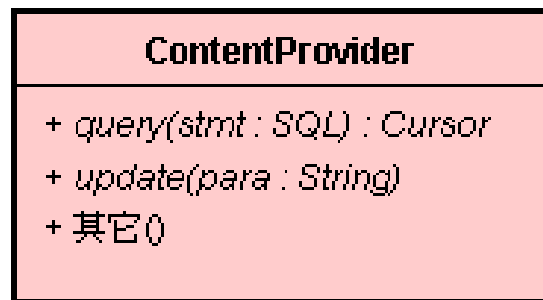 ContentProvider
+ query(stmt : SQL) : Cursor
+ update(para : String)
+ 其它()